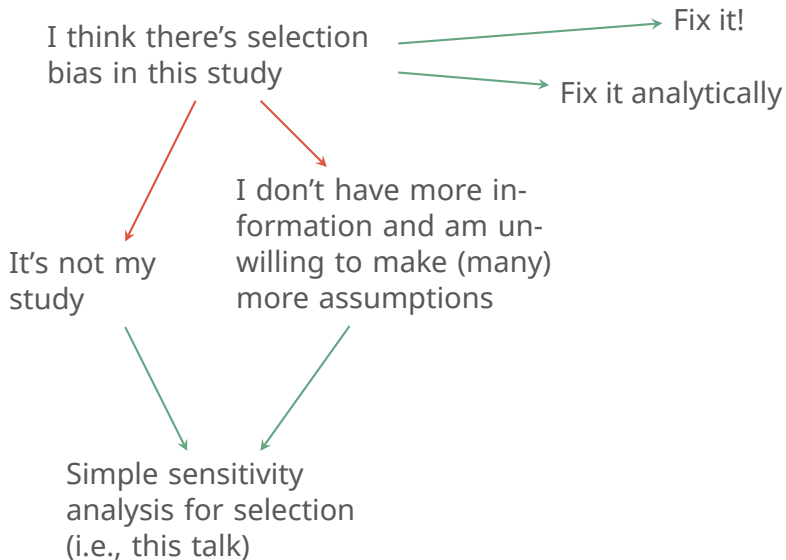 I think there's selection
bias in this study
Fix it!
Fix it analytically
I don't have more in-
formation and am un-
willing to make (many)
more assumptions
It's not my
study
Simple sensitivity
analysis for selection
(i.e., this talk)